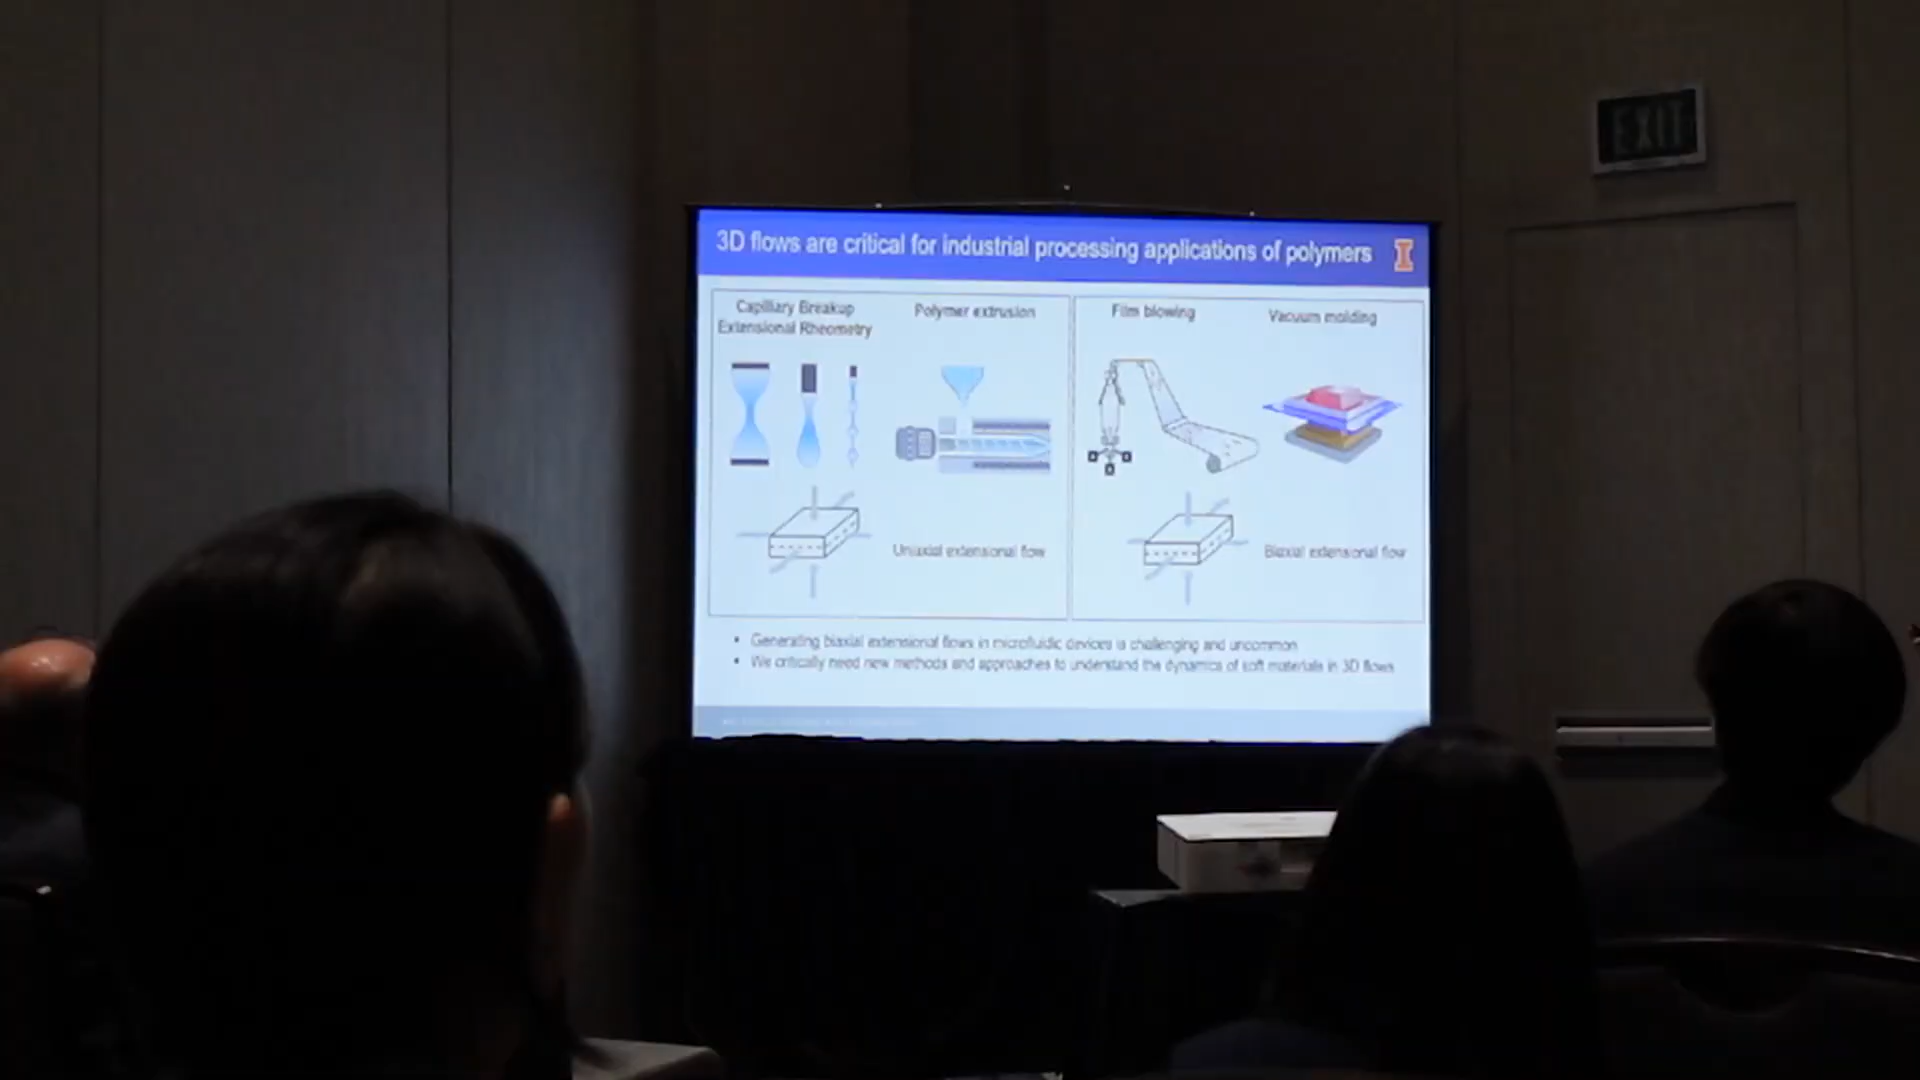 EXIT
3D flows are critical for industrial processing applications of polymers
I
Capillary Breakup
Extensional Rheometry
Polymer extrusion
Film blowing
Vacuum molding
Uniaxial extensional flow
Biaxial extensional flow
• Generating biaxial extensional flows in microfluidic devices is challenging and uncommon
• We critically need new methods and approaches to understand the dynamics of soft materials in 3D flows